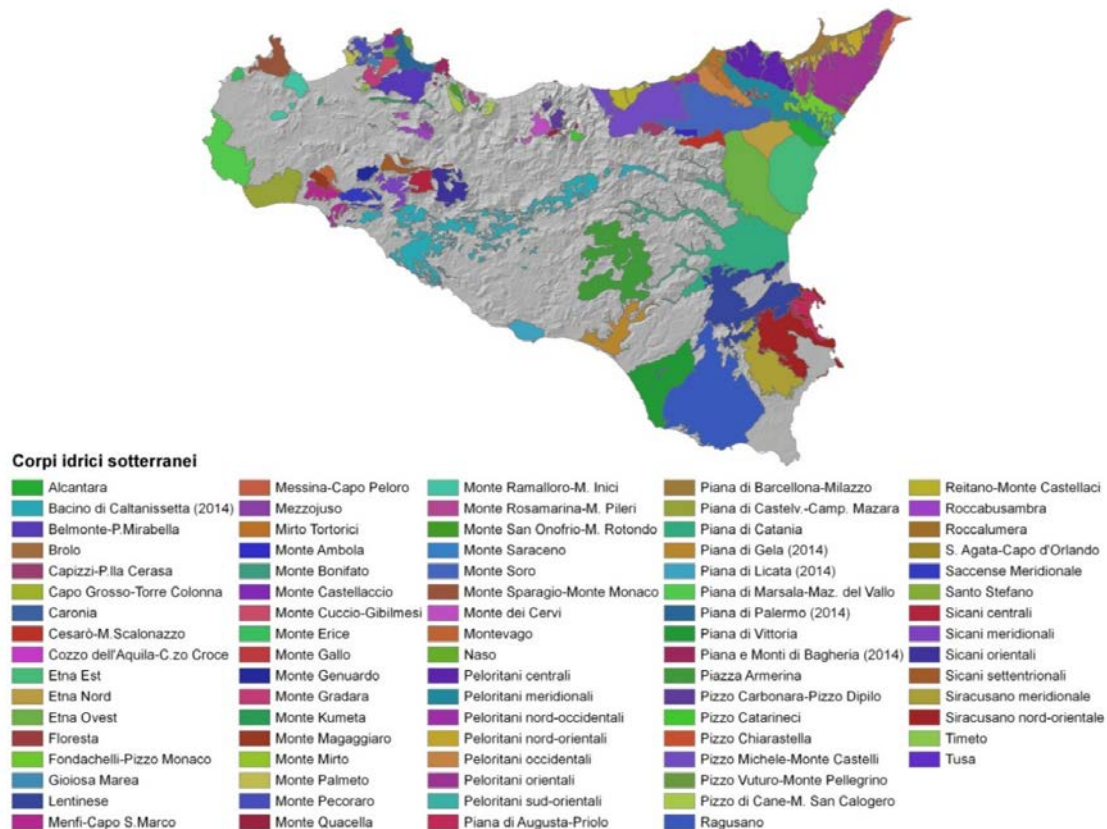 Corpi idrici sotterranei
Alcantara
Bacino di Caltanissetta (2014)
Belmonte-P.Mirabella
Brolo
Capizzi-P.lla Cerasa
Capo Grosso-Torre Colonna
Caronia
Cesarò-M.Scalonazzo
Cozzo dell'Aquila-C.zo Croce
Etna Est
Etna Nord
Etna Ovest
Floresta
Fondachelli-Pizzo Monaco
Gioiosa Marea
Lentinese
Menfi-Capo S.Marco
Messina-Capo Peloro
Mezzojuso
Mirto Tortorici
Monte Ambola
Monte Bonifato
Monte Castellaccio
Monte Cuccio-Gibilmesi
Monte Erice
Monte Gallo
Monte Genuardo
Monte Gradara
Monte Kumeta
Monte Magaggiaro
Monte Mirto
Monte Palmeto
Monte Pecoraro
Monte Quacella
Monte Ramalloro-M. Inici
Monte Rosamarina-M. Pileri
Monte San Onofrio-M. Rotondo
Monte Saraceno
Monte Soro
Monte Sparagio-Monte Monaco
Monte dei Cervi
Montevago
Naso
Peloritani centrali
Peloritani meridionali
Peloritani nord-occidentali
Peloritani nord-orientali
Peloritani occidentali
Peloritani orientali
Peloritani sud-orientali
Piana di Augusta-Priolo
Piana di Barcellona-Milazzo
Piana di Castelv.-Camp. Mazara
Piana di Catania
Piana di Gela (2014)
Piana di Licata (2014)
Piana di Marsala-Maz. del Vallo
Piana di Palermo (2014)
Piana di Vittoria
Piana e Monti di Bagheria (2014)
Piazza Armerina
Pizzo Carbonara-Pizzo Dipilo
Pizzo Catarineci
Pizzo Chiarastella
Pizzo Michele-Monte Castelli
Pizzo Vuturo-Monte Pellegrino
Pizzo di Cane-M. San Calogero
Ragusano
Reitano-Monte Castellaci
Roccabusambra
Roccalumera
S. Agata-Capo d'Orlando
Saccense Meridionale
Santo Stefano
Sicani centrali
Sicani meridionali
Sicani orientali
Sicani settentrionali
Siracusano meridionale
Siracusano nord-orientale
Timeto
Tusa